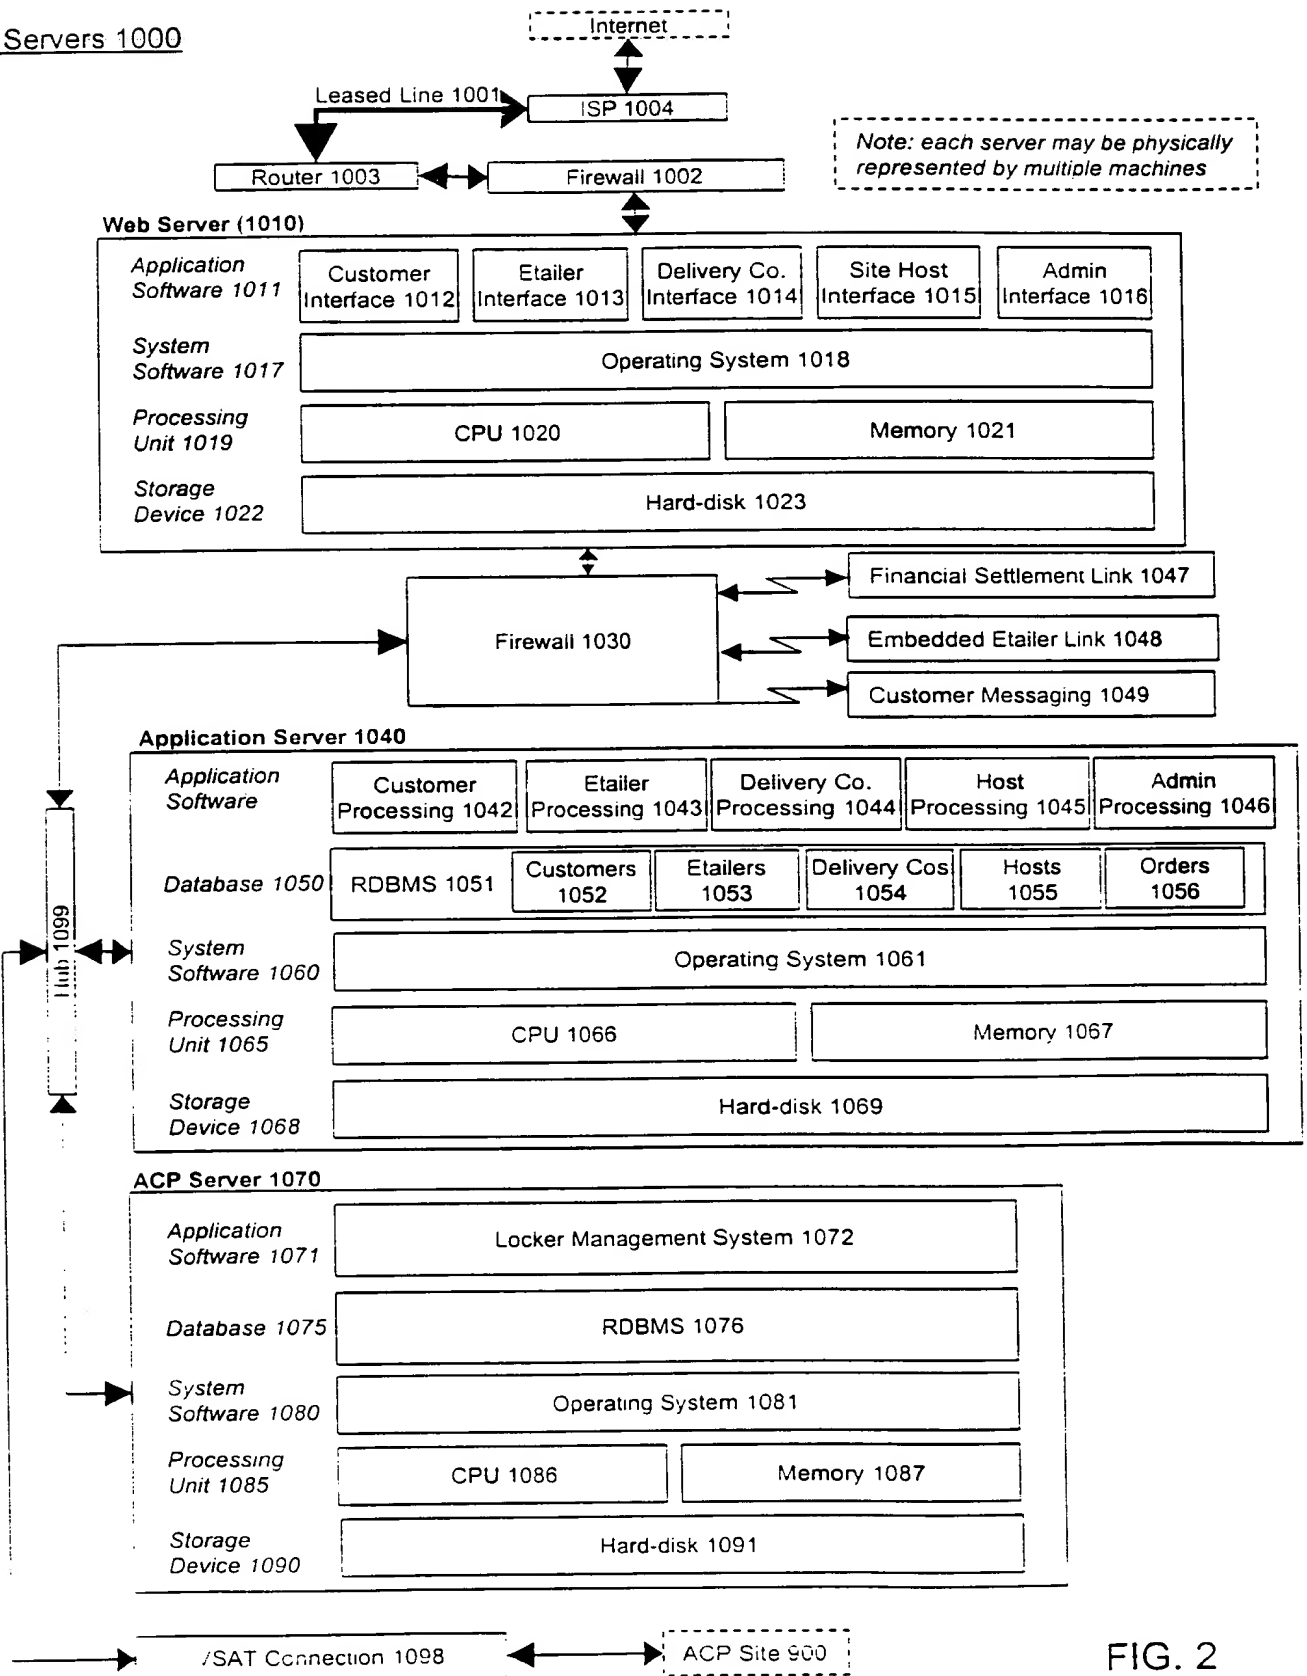 Servers 1000
Internet
Leased Line 1001
ISP 1004
Note: each server may be physically
represented by multiple machines
Router 1003
Firewall 1002
Web Server (1010)
Application
Software 1011
Customer
Interface 1012
Etailer
Interface 1013
Delivery Co.
Interface 1014
Site Host
Interface 1015
Admin
Interface 1016
System
Software 1017
Operating System 1018
Processing
Unit 1019
CPU 1020
Memory 1021
Storage
Device 1022
Hard-disk 1023
Firewall 1030
Financial Settlement Link 1047
Embedded Etailer Link 1048
Customer Messaging 1049
Application Server 1040
Application
Software
Customer
Processing 1042
Etailer
Processing 1043
Delivery Co.
Processing 1044
Host
Processing 1045
Admin
Processing 1046
Database 1050
RDBMS 1051
Customers
1052
Etailers
1053
Delivery Cos
1054
Hosts
1055
Orders
1056
Hub 1099
System
Software 1060
Operating System 1061
Processing
Unit 1065
CPU 1066
Memory 1067
Storage
Device 1068
Hard-disk 1069
ACP Server 1070
Application
Software 1071
Locker Management System 1072
Database 1075
RDBMS 1076
System
Software 1080
Operating System 1081
Processing
Unit 1085
CPU 1086
Memory 1087
Storage
Device 1090
Hard-disk 1091
VSAT Connection 1098
ACP Site 900
FIG. 2